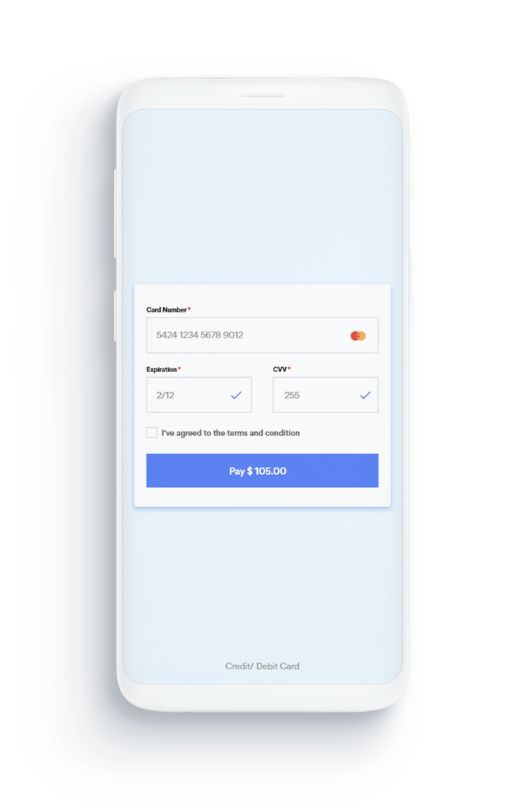 Card Number*
5424 1234 5678 9012
Expiration* CVV*
2/12 255
I've agreed to the terms and condition
Pay $ 105.00
Credit/ Debit Card